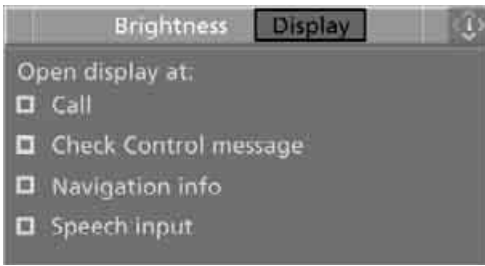 Brightness Display
Open display at:
Call
Check Control message
Navigation info
Speech input